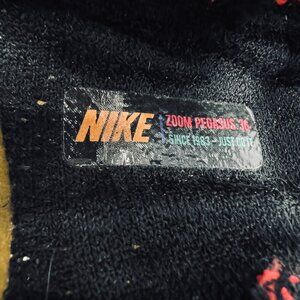 NIKE
ZOOM PEGASUS 36
SINCE 1983 - JUST DO IT